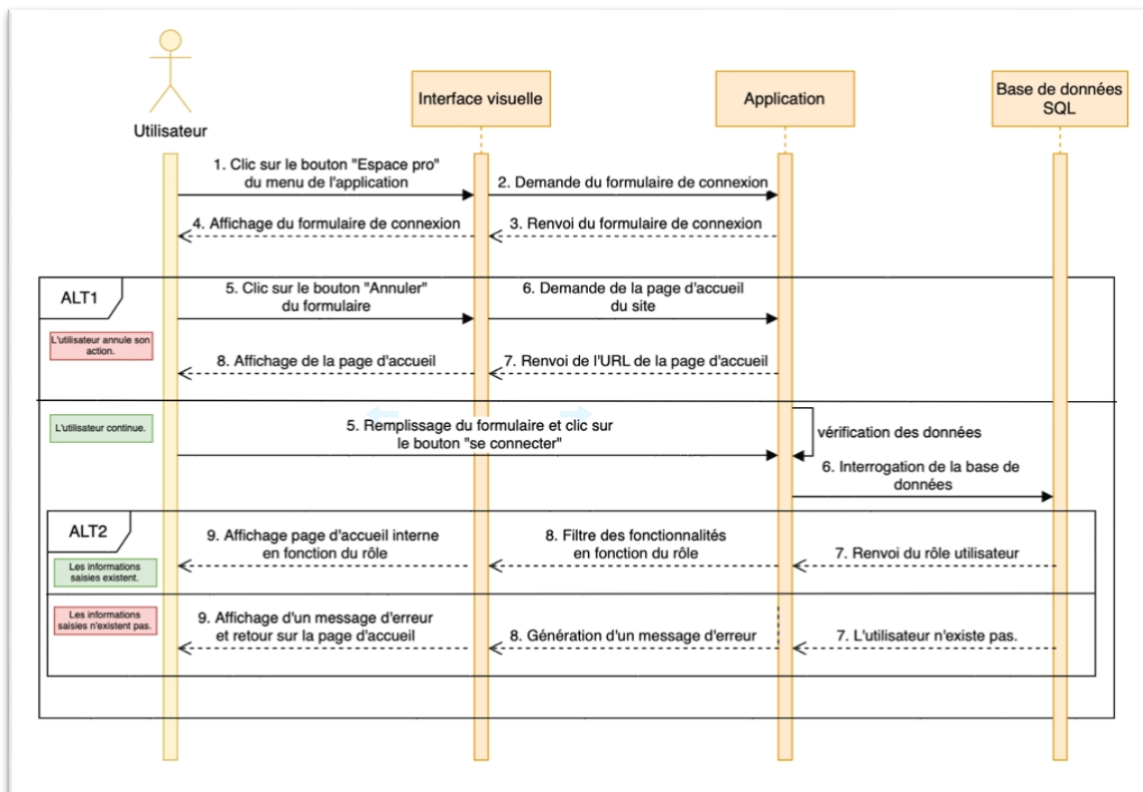 Utilisateur
Interface visuelle
Application
Base de données
SQL
1. Clic sur le bouton "Espace pro"
du menu de l'application
2. Demande du formulaire de connexion
4. Affichage du formulaire de connexion
3. Renvoi du formulaire de connexion
ALT1
5. Clic sur le bouton "Annuler"
du formulaire
6. Demande de la page d'accueil
du site
L'utilisateur annule son
action.
8. Affichage de la page d'accueil
7. Renvoi de l'URL de la page d'accueil
L'utilisateur continue.
5. Remplissage du formulaire et clic sur
le bouton "se connecter"
vérification des données
6. Interrogation de la base de
données
ALT2
9. Affichage page d'accueil interne
en fonction du rôle
8. Filtre des fonctionnalités
en fonction du rôle
7. Renvoi du rôle utilisateur
Les informations
saisies existent.
Les informations
saisies n'existent pas.
9. Affichage d'un message d'erreur
et retour sur la page d'accueil
8. Génération d'un message d'erreur
7. L'utilisateur n'existe pas.